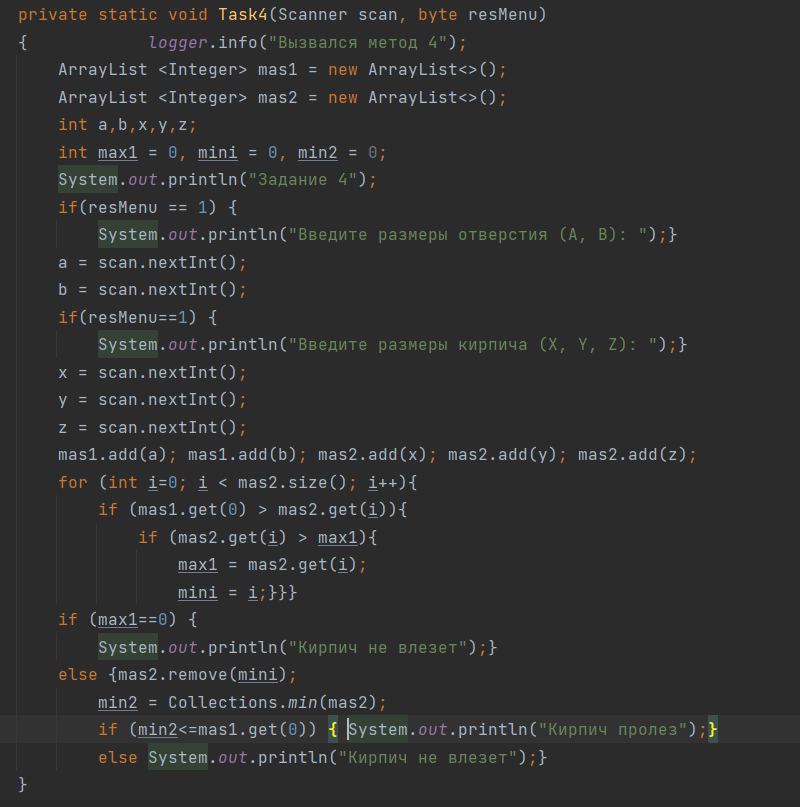 private static void Task4(Scanner scan, byte resMenu)
{            logger.info("Вызвался метод 4");
    ArrayList <Integer> mas1 = new ArrayList<>();
    ArrayList <Integer> mas2 = new ArrayList<>();
    int a,b,x,y,z;
    int max1 = 0, mini = 0, min2 = 0;
    System.out.println("Задание 4");
    if(resMenu == 1) {
        System.out.println("Введите размеры отверстия (A, B): ");}
    a = scan.nextInt();
    b = scan.nextInt();
    if(resMenu==1) {
        System.out.println("Введите размеры кирпича (X, Y, Z): ");}
    x = scan.nextInt();
    y = scan.nextInt();
    z = scan.nextInt();
    mas1.add(a); mas1.add(b); mas2.add(x); mas2.add(y); mas2.add(z);
    for (int i=0; i < mas2.size(); i++){
        if (mas1.get(0) > mas2.get(i)){
            if (mas2.get(i) > max1){
                max1 = mas2.get(i);
                mini = i;}}}
    if (max1==0) {
        System.out.println("Кирпич не влезет");}
    else {mas2.remove(mini);
        min2 = Collections.min(mas2);
        if (min2<=mas1.get(0)) { System.out.println("Кирпич пролез");}
        else System.out.println("Кирпич не влезет");}
}